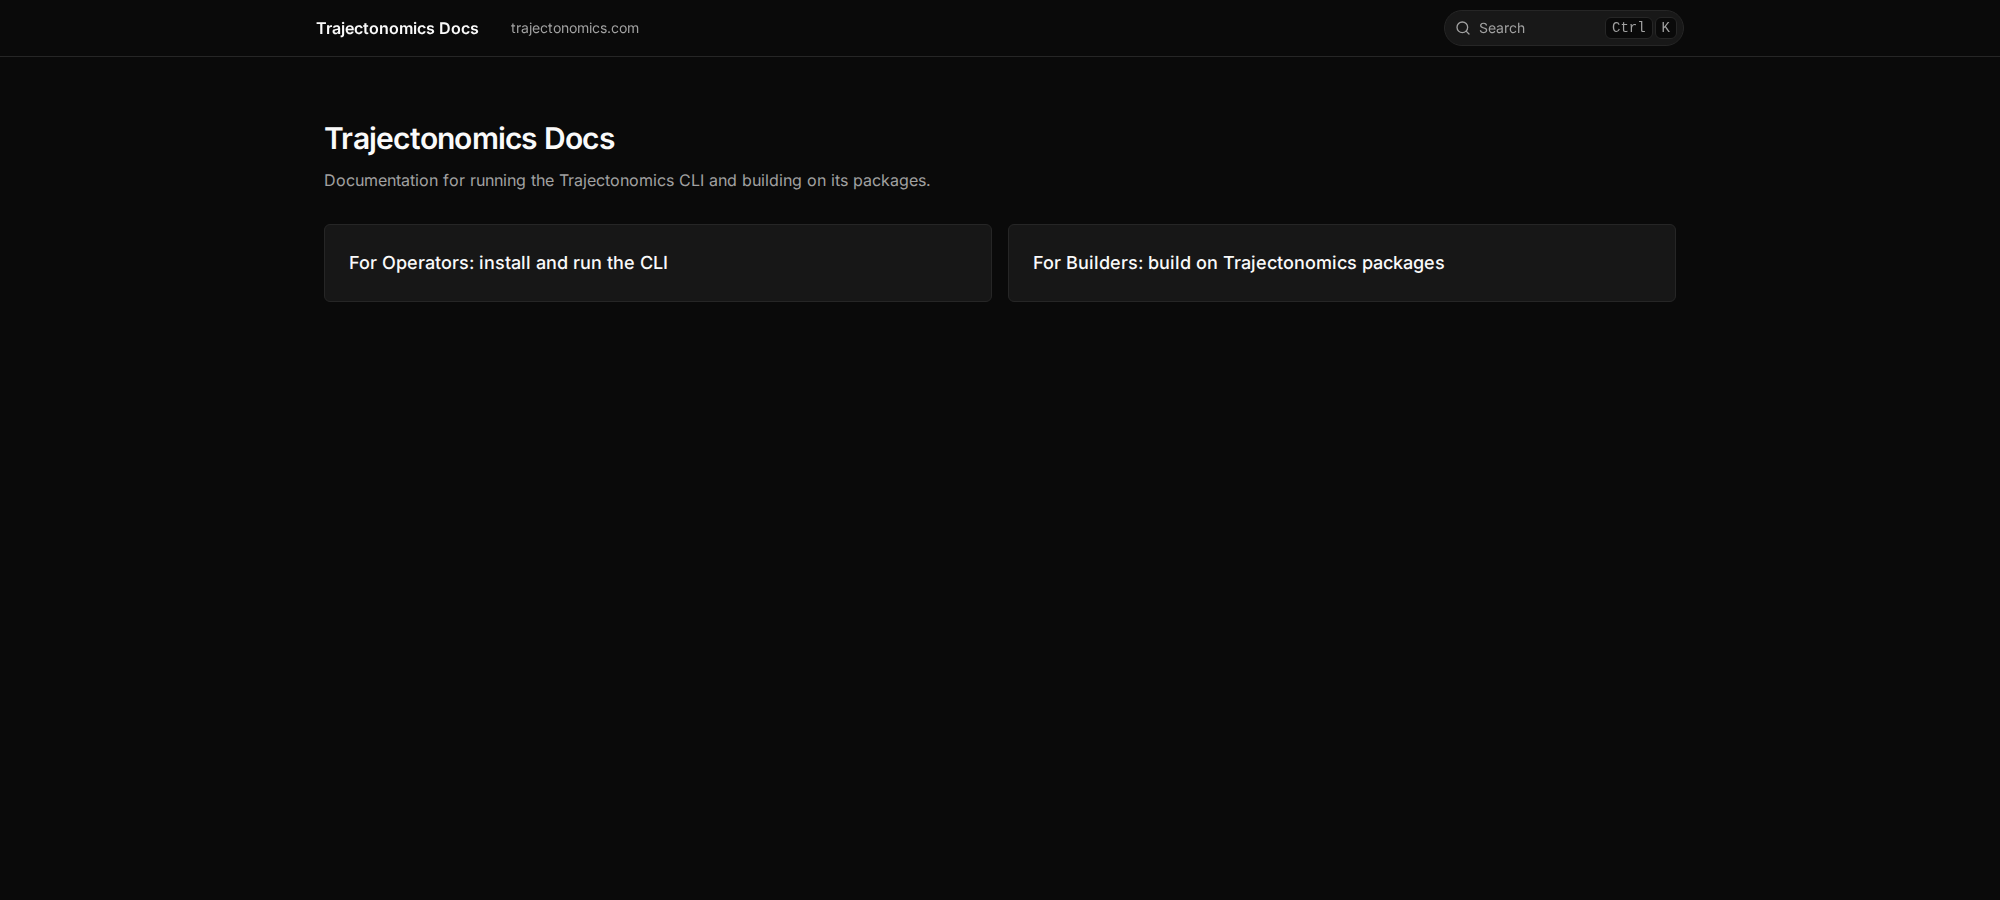 Trajectonomics Docs
trajectonomics.com
Search
Ctrl K
Trajectonomics Docs
Documentation for running the Trajectonomics CLI and building on its packages.
For Operators: install and run the CLI
For Builders: build on Trajectonomics packages